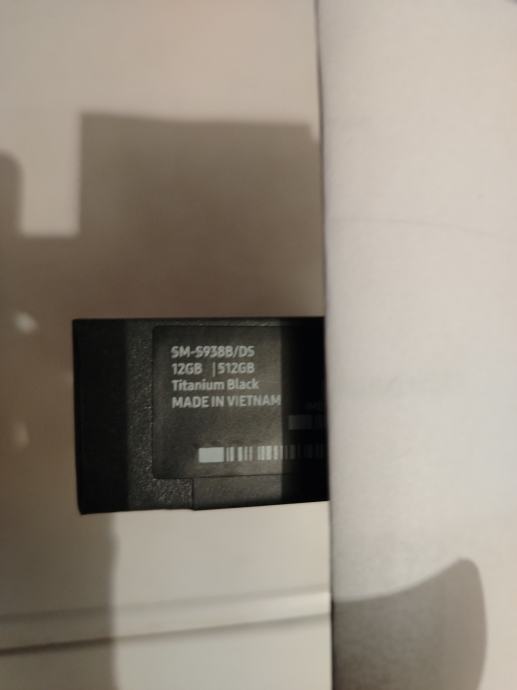 SM-S938B/DS
12GB | 512GB
Titanium Black
MADE IN VIETNAM